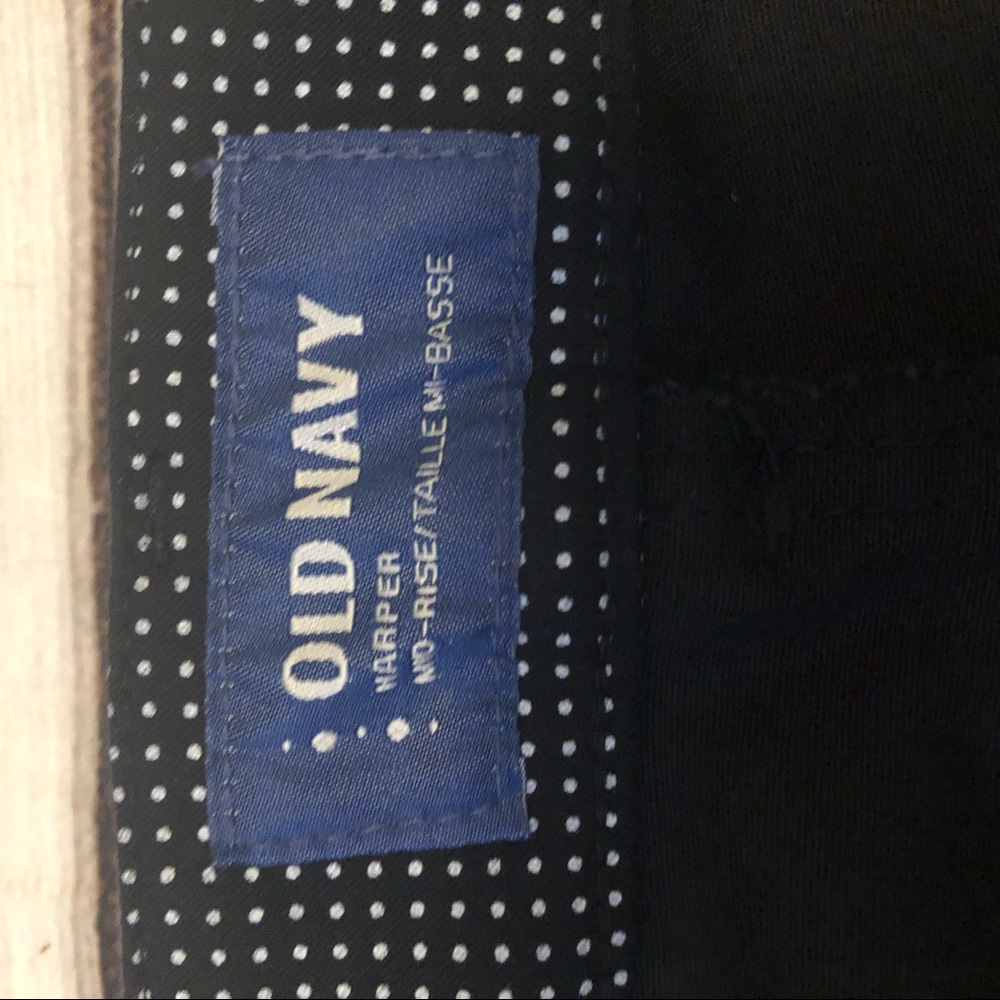 OLD NAVY
HARPER
MID-RISE/TAILLE MI-BASSE